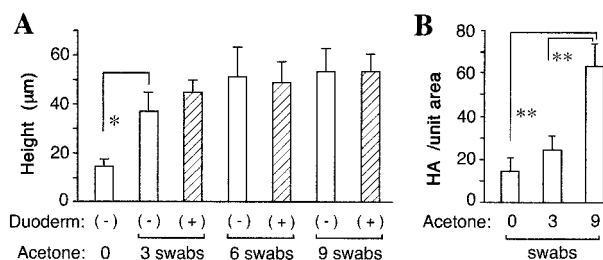 A
Height (μm)
60
40
20
0
*
Duoderm: (-) (-) (+) (-) (+) (-) (+)
Acetone: 0 3 swabs 6 swabs 9 swabs
B
HA /unit area
80
60
40
20
0
**
**
Acetone: 0 3 9
swabs